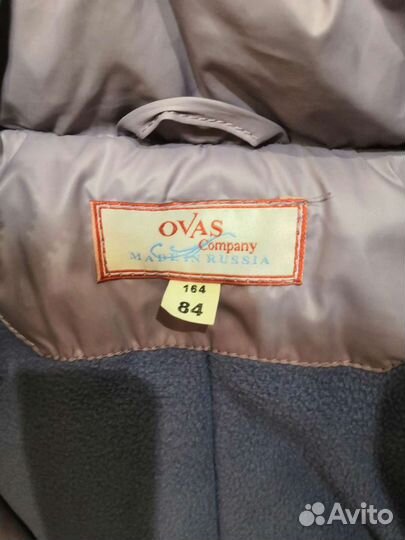 OVAS
Company
MADE IN RUSSIA
164
84
Avito